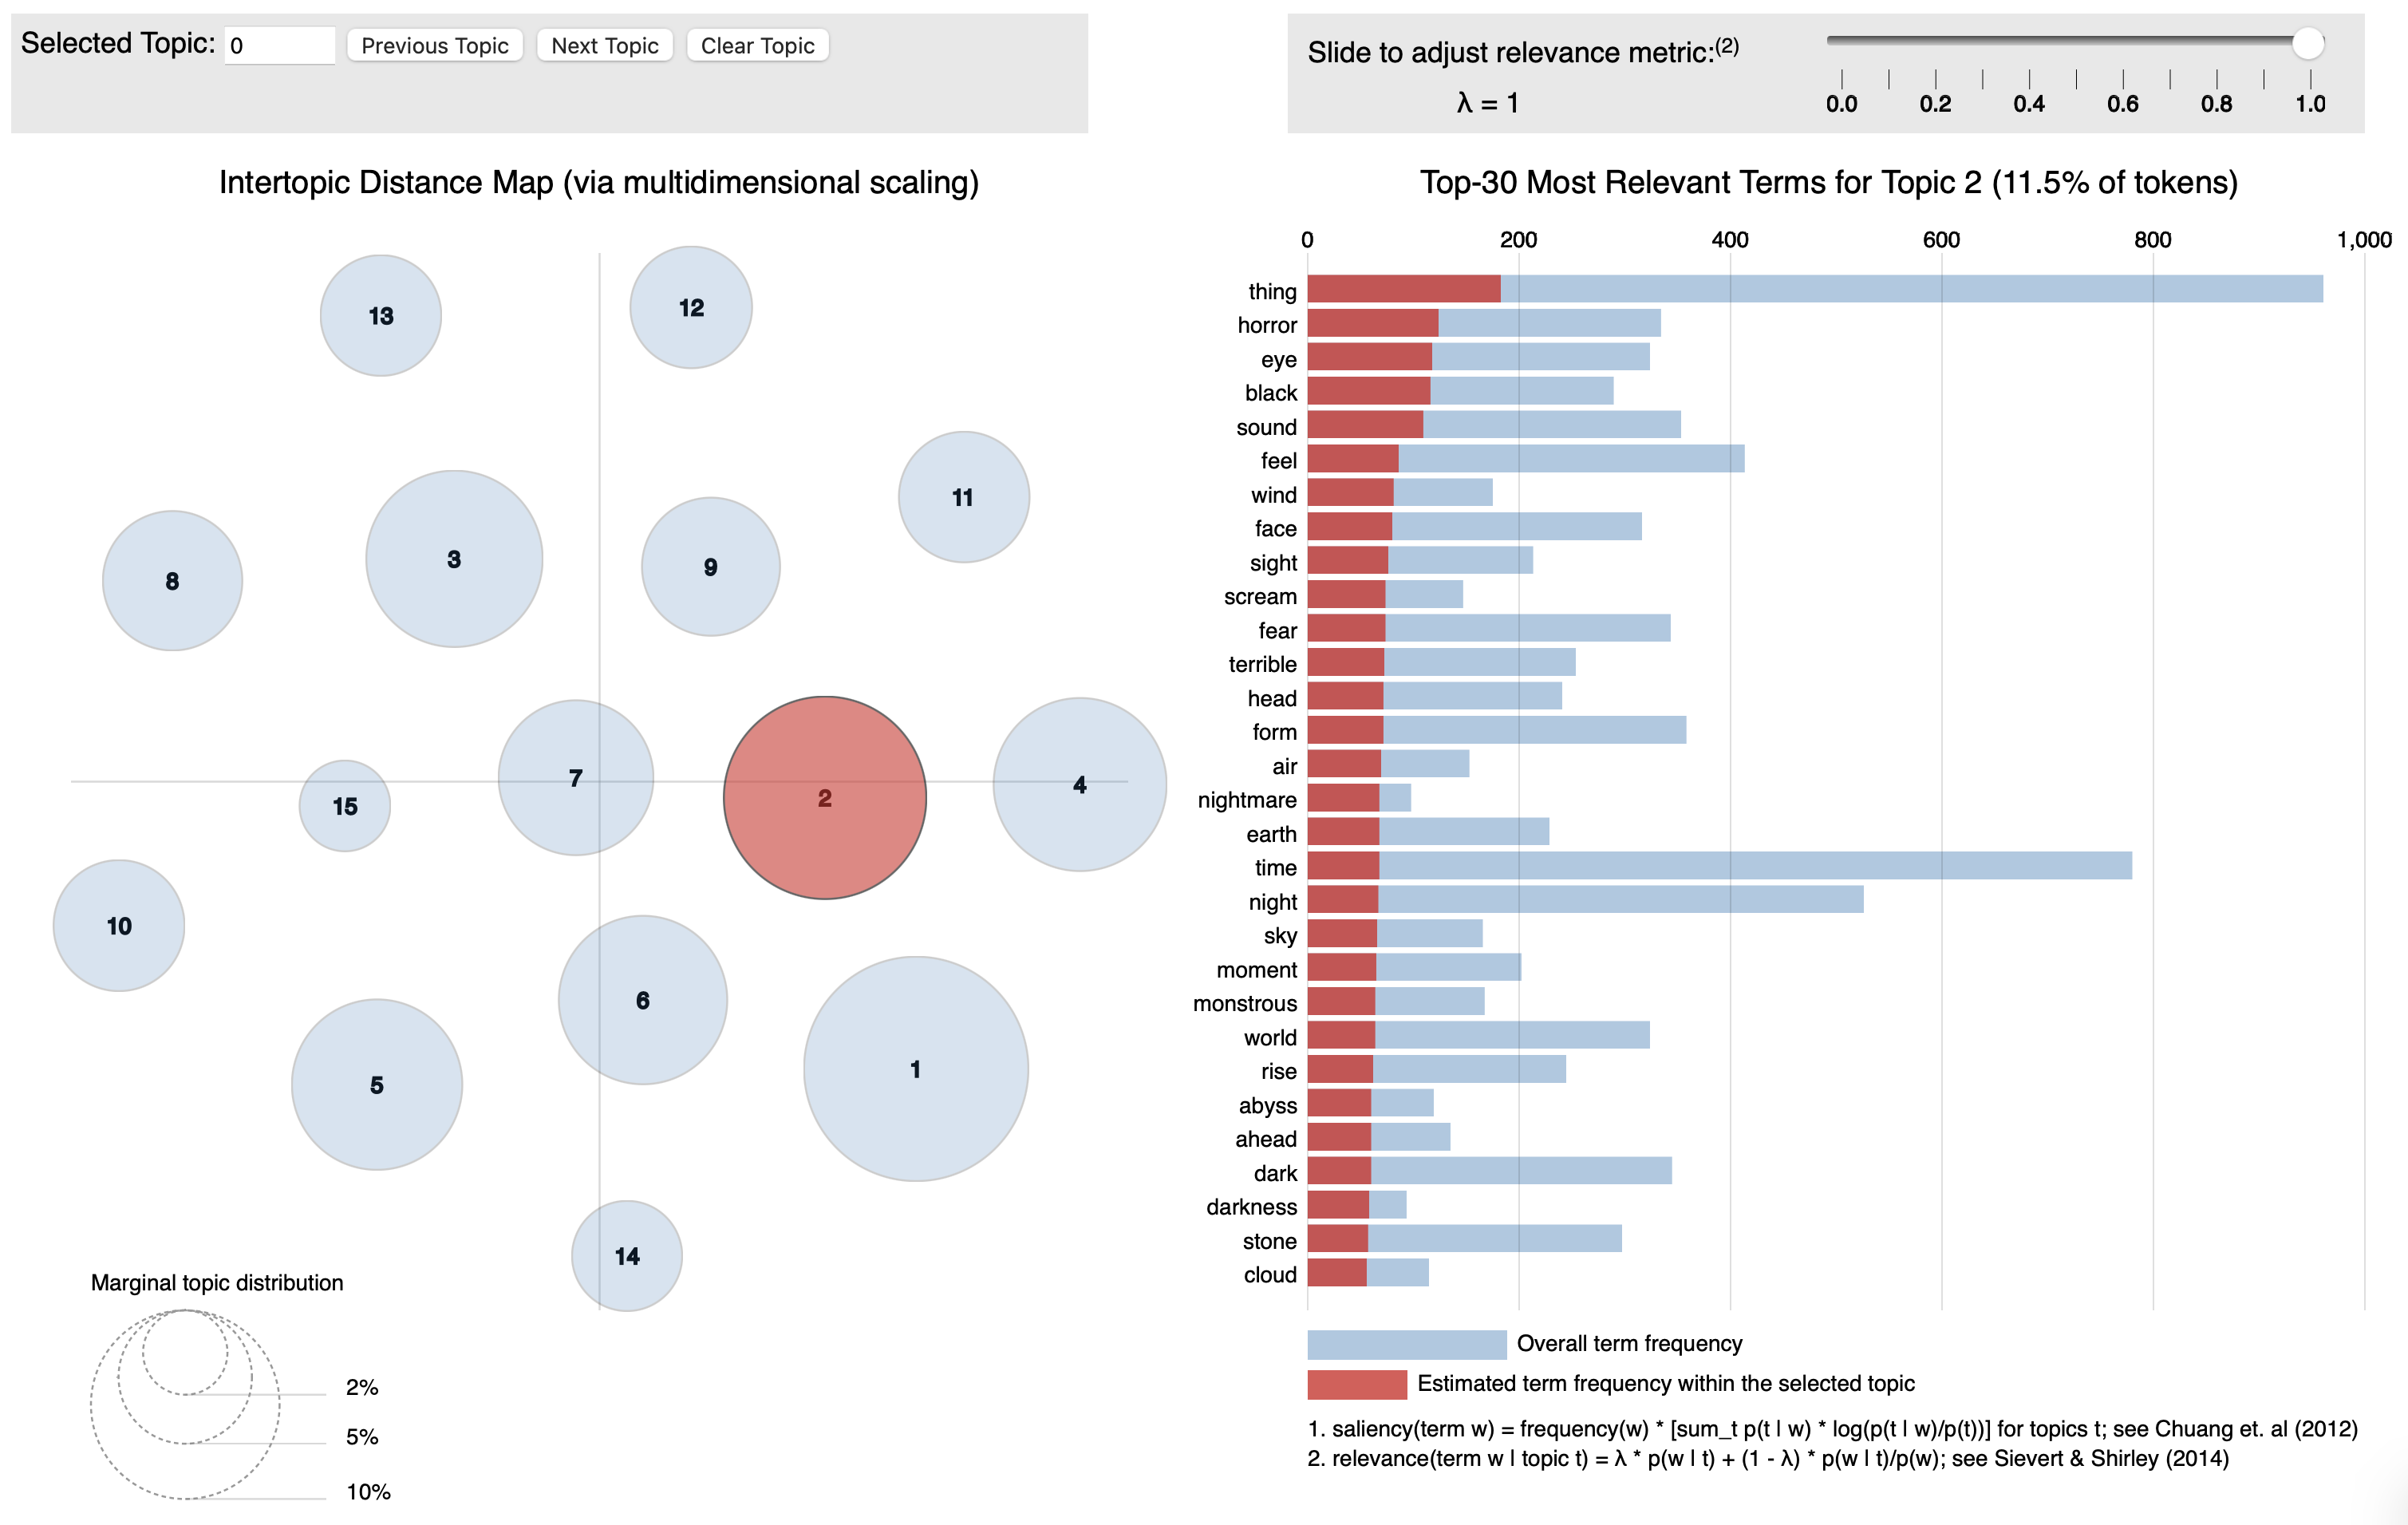 Selected Topic: 0 Previous Topic Next Topic Clear Topic
Slide to adjust relevance metric:(2)
λ = 1
0.0 0.2 0.4 0.6 0.8 1.0
Intertopic Distance Map (via multidimensional scaling)
13
12
11
3
9
8
7
2
4
15
10
6
1
5
14
Marginal topic distribution
2%
5%
10%
Top-30 Most Relevant Terms for Topic 2 (11.5% of tokens)
0 200 400 600 800 1,000
thing
horror
eye
black
sound
feel
wind
face
sight
scream
fear
terrible
head
form
air
nightmare
earth
time
night
sky
moment
monstrous
world
rise
abyss
ahead
dark
darkness
stone
cloud
Overall term frequency
Estimated term frequency within the selected topic
1. saliency(term w) = frequency(w) * [sum_t p(t | w) * log(p(t | w)/p(t))] for topics t; see Chuang et. al (2012)
2. relevance(term w | topic t) = λ * p(w | t) + (1 - λ) * p(w | t)/p(w); see Sievert & Shirley (2014)